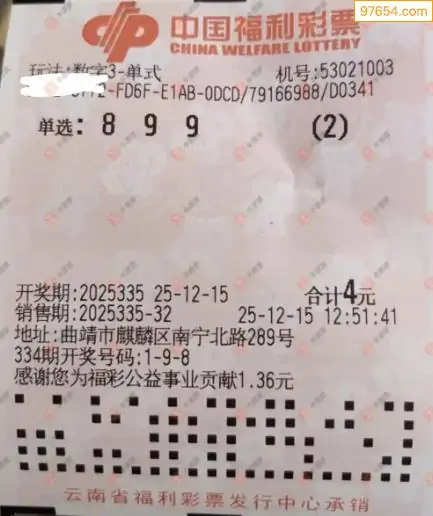 97654.com
中国福利彩票
CHINA WELFARE LOTTERY
玩法:数字3-单式 机号:53021003
-FD6F-E1AB-0DCD/79166988/D0341
单选: 8 9 9 (2)
开奖期:2025335 25-12-15 合计4元
销售期:2025335-32 25-12-15 12:51:41
地址:曲靖市麒麟区南宁北路289号
334期开奖号码:1-9-8
感谢您为福彩公益事业贡献1.36元
云南省福利彩票发行中心承销